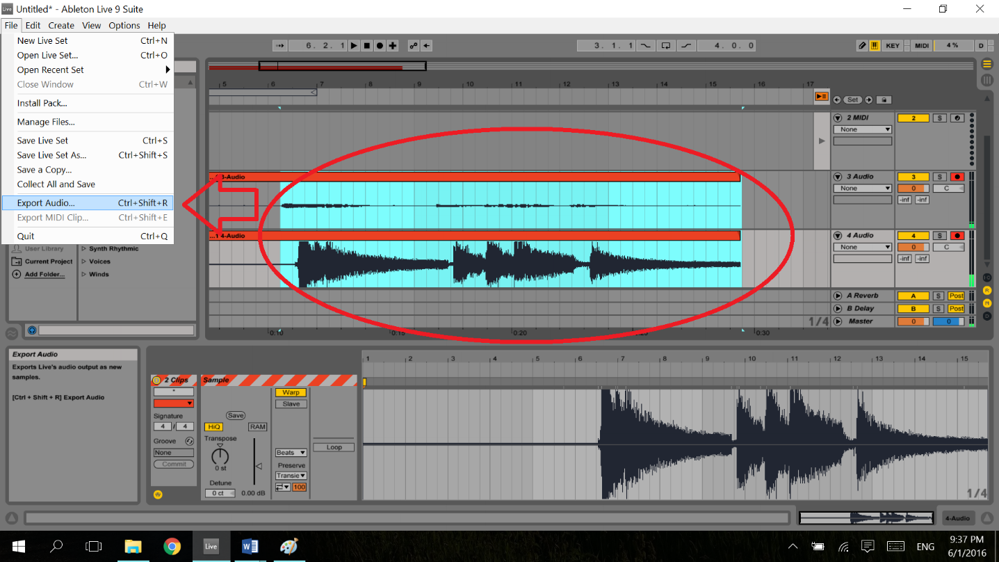 Live Untitled* - Ableton Live 9 Suite
File Edit Create View Options Help
New Live Set Ctrl+N
Open Live Set... Ctrl+O
Open Recent Set
Close Window Ctrl+W
Install Pack...
Manage Files...
Save Live Set Ctrl+S
Save Live Set As... Ctrl+Shift+S
Save a Copy...
Collect All and Save
Export Audio... Ctrl+Shift+R
Export MIDI Clip... Ctrl+Shift+E
Quit Ctrl+Q
User Library
Current Project
Add Folder...
Synth Rhythmic
Voices
Winds
6. 2. 1
3. 1. 1
4. 0. 0
KEY MIDI 4 % D
5 6 7 8 9 10 11 12 13 14 15 16 17
Set
2 MIDI 2 S
None
3-Audio
3 Audio 3 S
None 0 C
-inf -inf
4-Audio
4 Audio 4 S
None 0 C
-inf -inf
A Reverb A S Post
B Delay B S Post
1/4 Master 0 0
R
M
D
0:10 0:15 0:20 0:25 0:30
Export Audio
Exports Live's audio output as new
samples.
[Ctrl + Shift + R] Export Audio
2 Clips
*
Signature
4 / 4
Groove
None
Commit
Sample
Save
HiQ RAM
Transpose
0 st
Detune
0 ct 0.00 dB
Warp
Slave
Beats
Preserve
Transie
100
Loop
1 2 3 4 5 6 7 8 9 10 11 12 13 14 15
1/4
4-Audio
Live
ENG
9:37 PM
6/1/2016